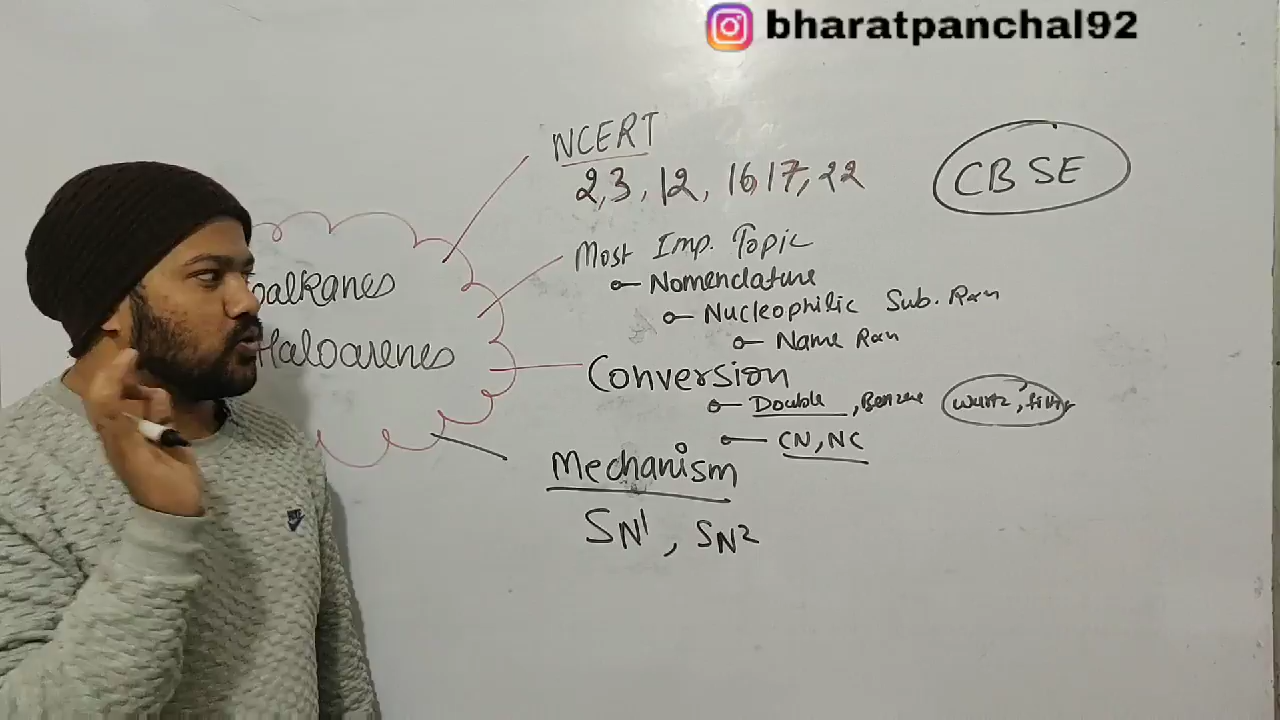 bharatpanchal92
NCERT
2,3, 12, 16,17, 22
CBSE
oalkanes
Haloarenes
Most Imp. Topic
Nomenclature
Nucleophilic Sub. Rxn
Name Rxn
Conversion
Double, Benzene
CN, NC
Mechanism
SN1, SN2